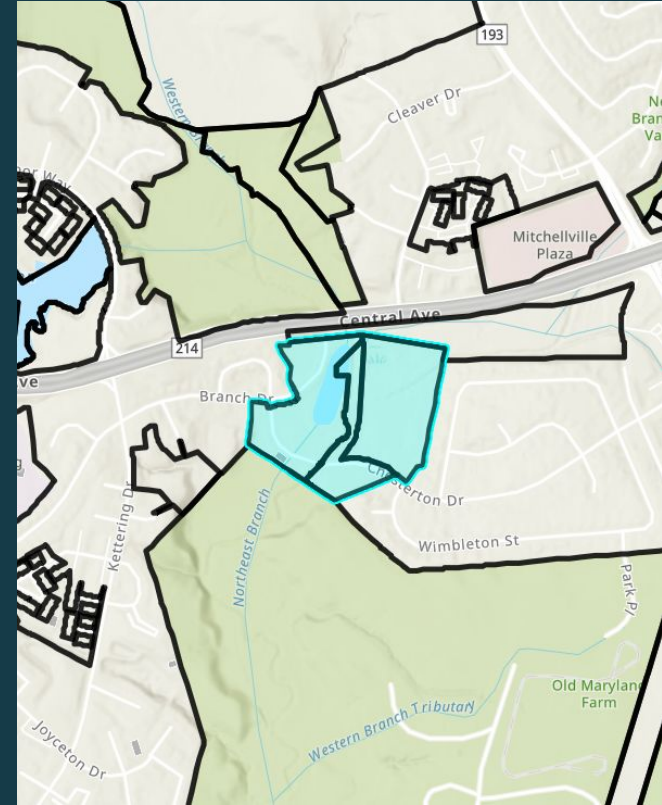 193
Cleaver Dr
Western
Mitchellville
Plaza
Central Ave
214
Branch Dr
Chesterton Dr
Kettering Dr
Northeast Branch
Wimbleton St
Park Pl
Old Maryland
Farm
Western Branch Tributary
Joyceton Dr